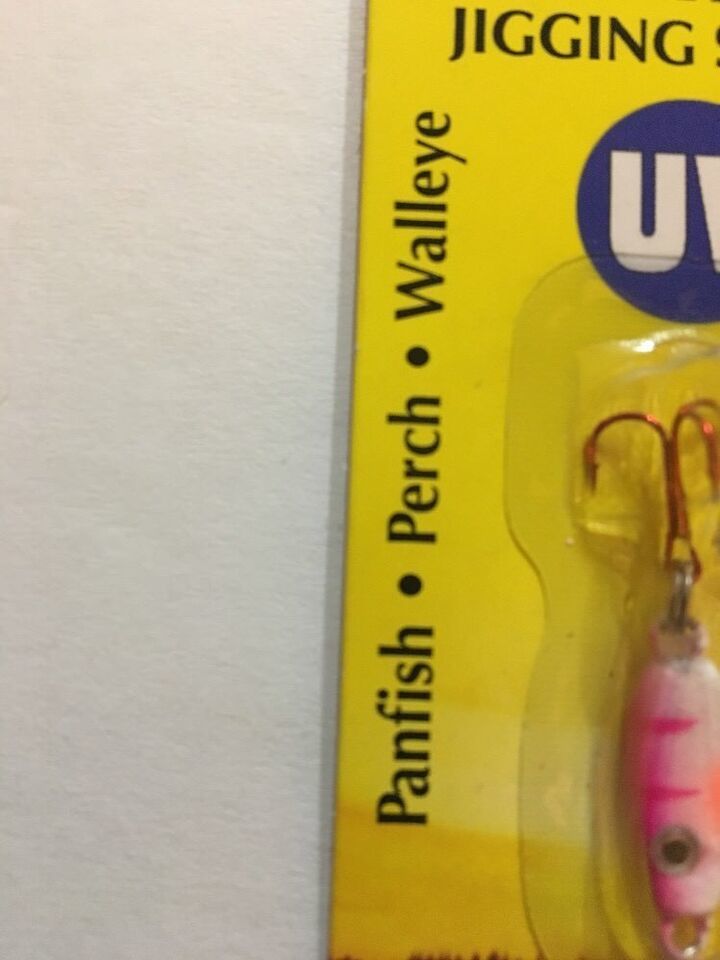 JIGGING
UV
Panfish • Perch • Walleye